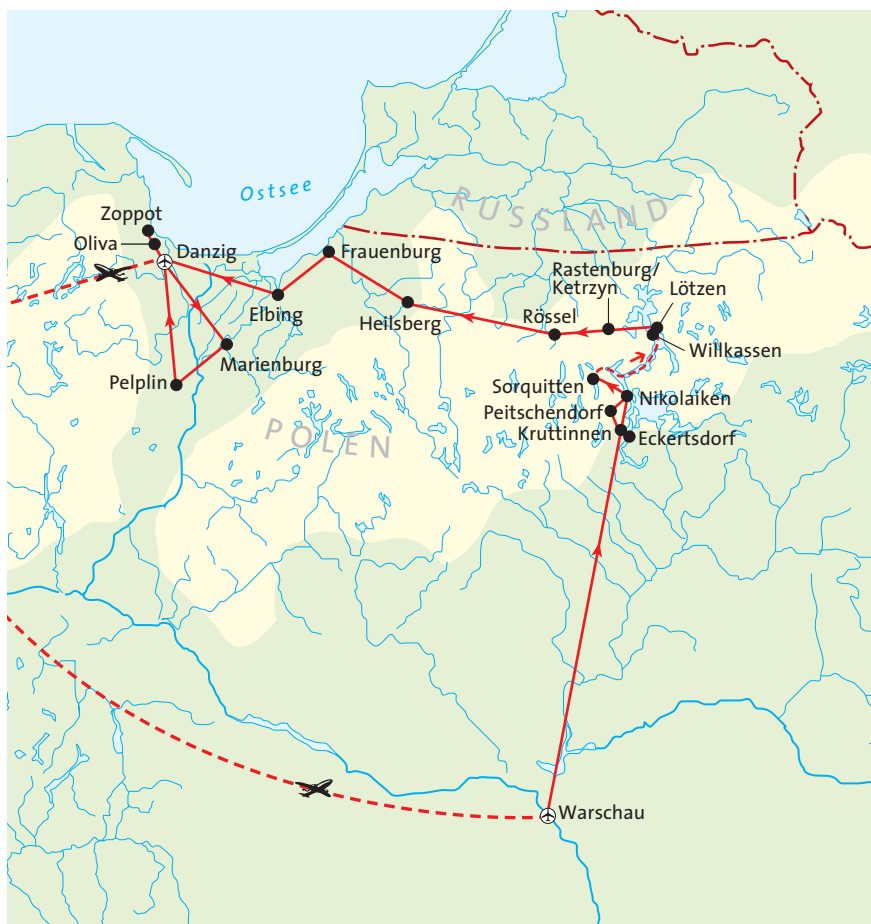 Ostsee
RUSSLAND
Zoppot
Oliva
Danzig
Frauenburg
Rastenburg/
Ketrzyn
Lötzen
Elbing
Heilsberg
Rössel
Willkassen
Marienburg
Pelplin
Sorquitten
Nikolaiken
Peitschendorf
Kruttinnen
Eckertsdorf
POLEN
Warschau